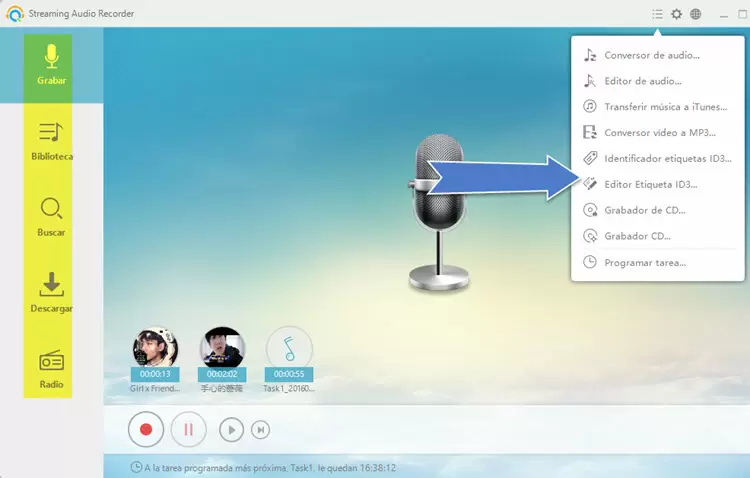 Streaming Audio Recorder
Grabar
Biblioteca
Buscar
Descargar
Radio
Conversor de audio...
Editor de audio...
Transferir música a iTunes...
Conversor vídeo a MP3...
Identificador etiquetas ID3...
Editor Etiqueta ID3...
Grabador de CD...
Grabador CD...
Programar tarea...
00:00:13
00:02:02
00:00:55
Girl x Friend...
手心的薔薇
Task1_20160...
A la tarea programada más próxima, Task1, le quedan 16:38:12